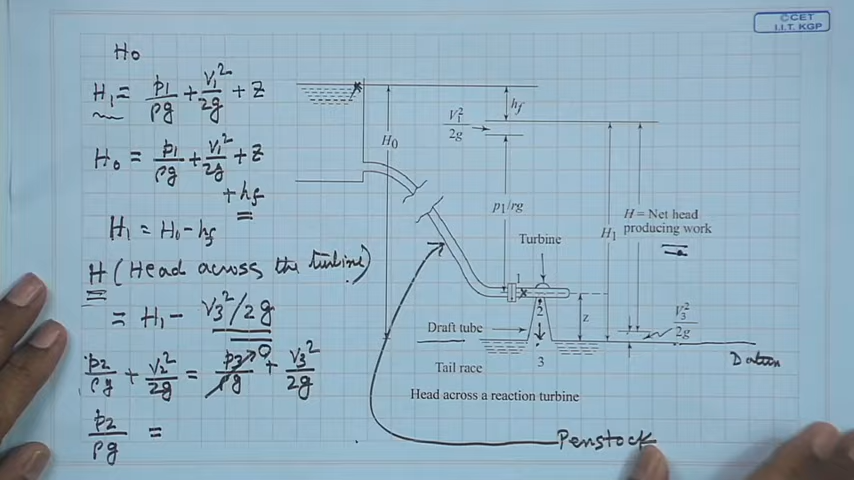 ©CET
I.I.T. KGP
H₀
H₁ = p₁/ρg + V₁²/2g + Z
H₀ = p₁/ρg + V₁²/2g + Z
+ hf
H₁ = H₀ - hf
H (Head across the turbine)
= H₁ - V₃²/2g
p₂/ρg + V₂²/2g = p₃/ρg → 0 + V₃²/2g
p₂/ρg =
H₀
V₁²/2g
hf
p₁/rg
H₁
H = Net head
producing work
Turbine
1
2
z
V₃²/2g
Draft tube
3
Datum
Tail race
Head across a reaction turbine
Penstock